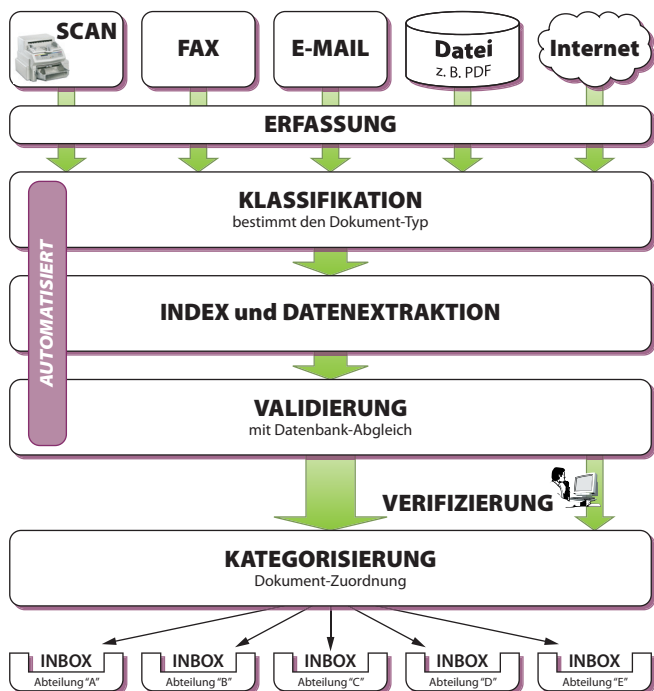 SCAN
FAX
E-MAIL
Datei
z. B. PDF
Internet
ERFASSUNG
AUTOMATISIERT
KLASSIFIKATION
bestimmt den Dokument-Typ
INDEX und DATENEXTRAKTION
VALIDIERUNG
mit Datenbank-Abgleich
VERIFIZIERUNG
KATEGORISIERUNG
Dokument-Zuordnung
INBOX
Abteilung "A"
INBOX
Abteilung "B"
INBOX
Abteilung "C"
INBOX
Abteilung "D"
INBOX
Abteilung "E"